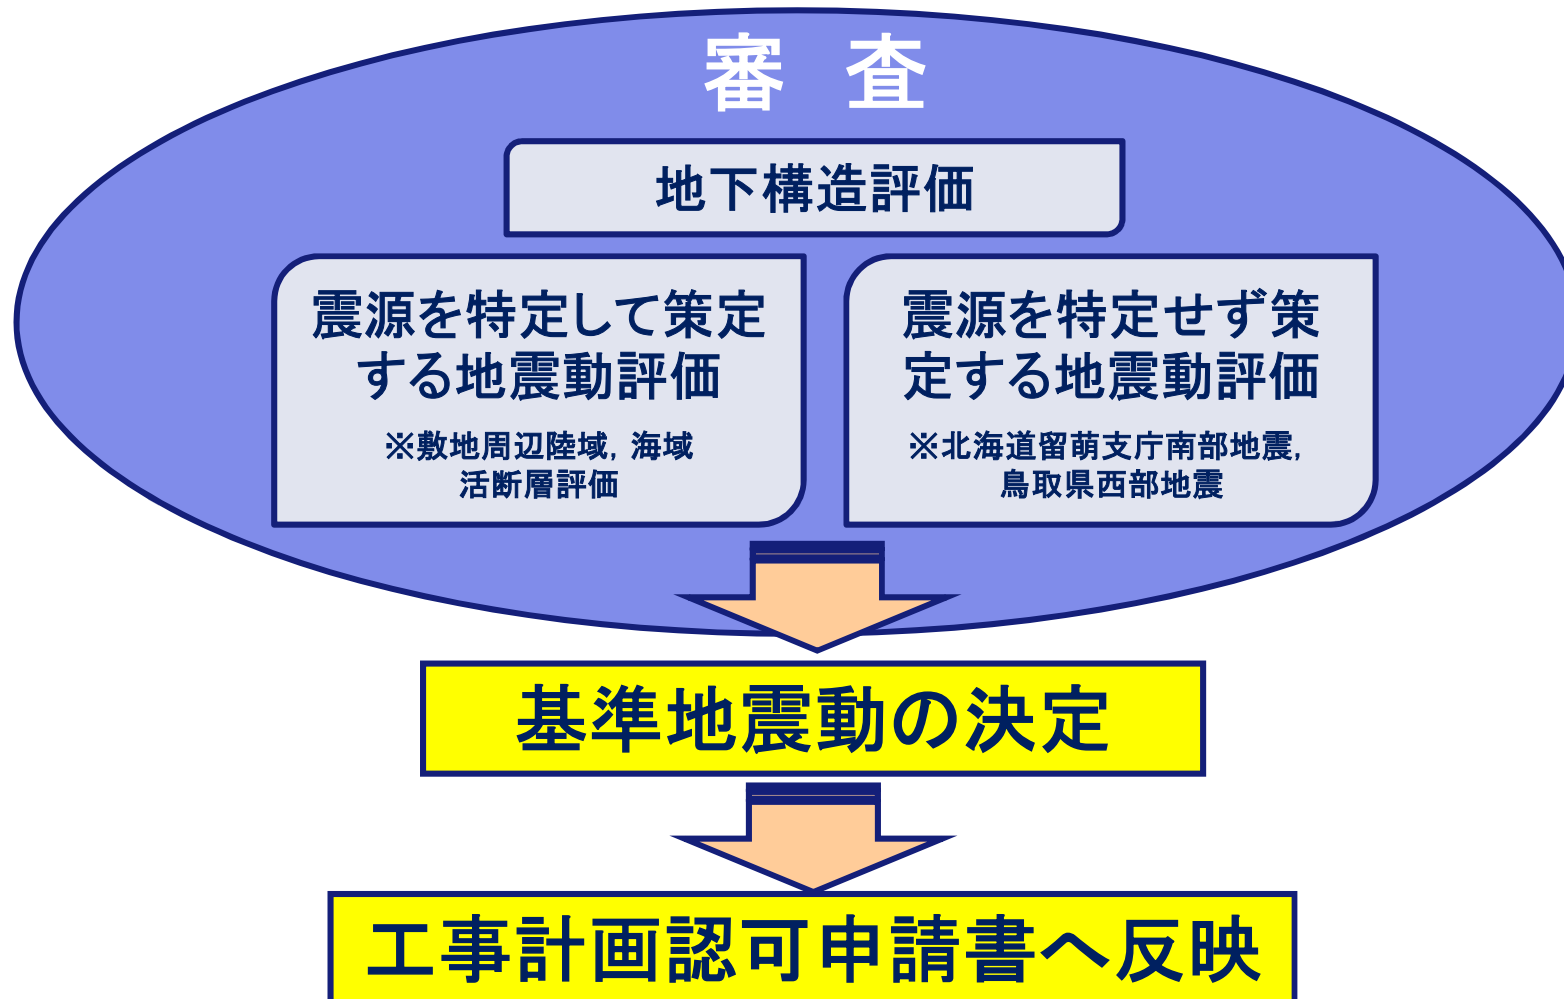 審　査
地下構造評価
震源を特定して策定
する地震動評価
※敷地周辺陸域, 海域
活断層評価
震源を特定せず策
定する地震動評価
※北海道留萌支庁南部地震,
鳥取県西部地震
基準地震動の決定
工事計画認可申請書へ反映